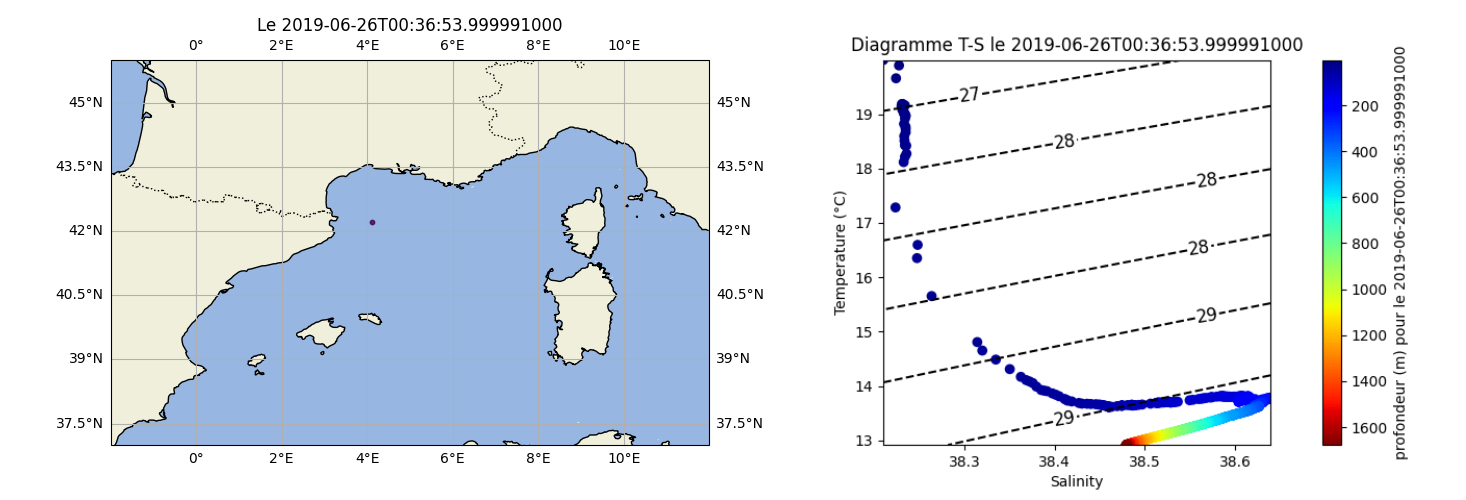 Le 2019-06-26T00:36:53.999991000
0° 2°E 4°E 6°E 8°E 10°E
45°N 45°N
43.5°N 43.5°N
42°N 42°N
40.5°N 40.5°N
39°N 39°N
37.5°N 37.5°N
0° 2°E 4°E 6°E 8°E 10°E
Diagramme T-S le 2019-06-26T00:36:53.999991000
Temperature (°C)
19
18
17
16
15
14
13
27
28
28
28
29
29
38.3 38.4 38.5 38.6
Salinity
200
400
600
800
1000
1200
1400
1600
profondeur (m) pour le 2019-06-26T00:36:53.999991000